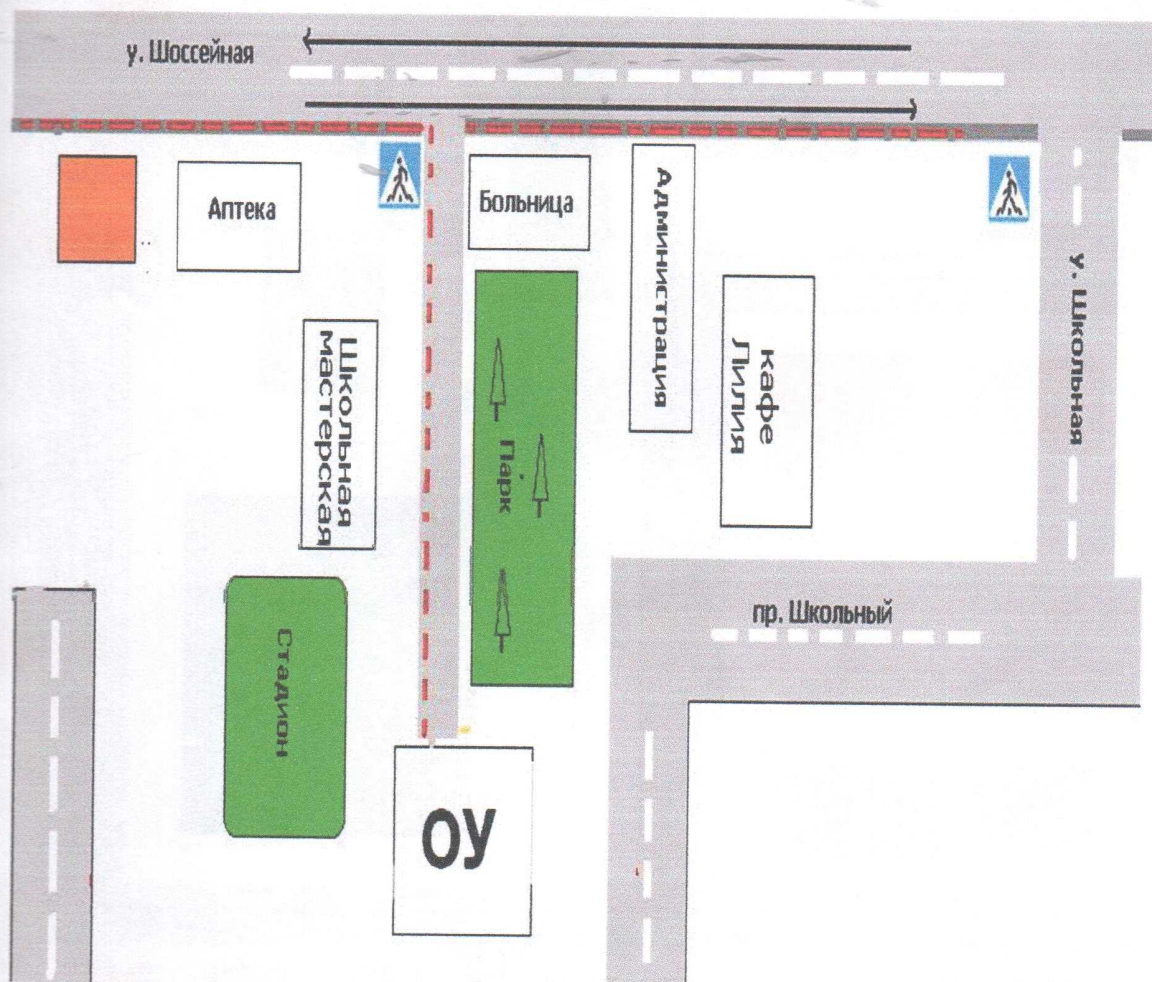 у. Шоссейная
Аптека
Больница
Администрация
у. Школьная
кафе
Лилия
Школьная
мастерская
Парк
пр. Школьный
Стадион
ОУ